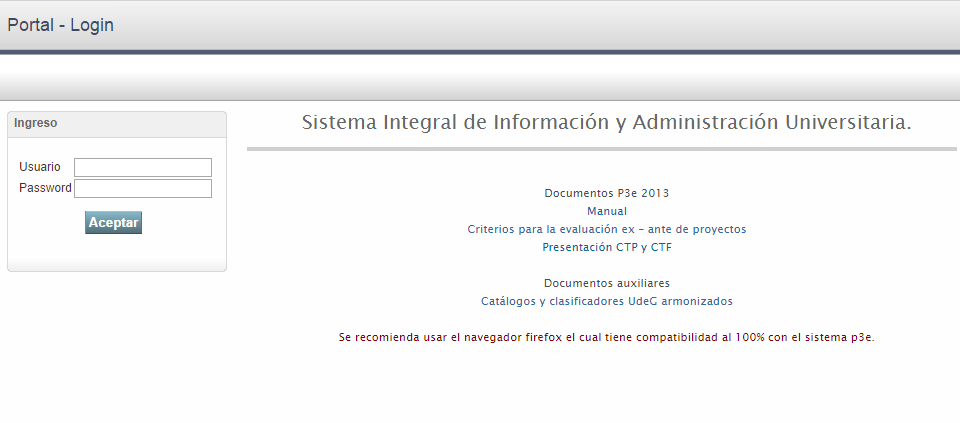 Portal - Login
Ingreso
Usuario
Password
Aceptar
Sistema Integral de Información y Administración Universitaria.
Documentos P3e 2013
Manual
Criterios para la evaluación ex - ante de proyectos
Presentación CTP y CTF
Documentos auxiliares
Catálogos y clasificadores UdeG armonizados
Se recomienda usar el navegador firefox el cual tiene compatibilidad al 100% con el sistema p3e.